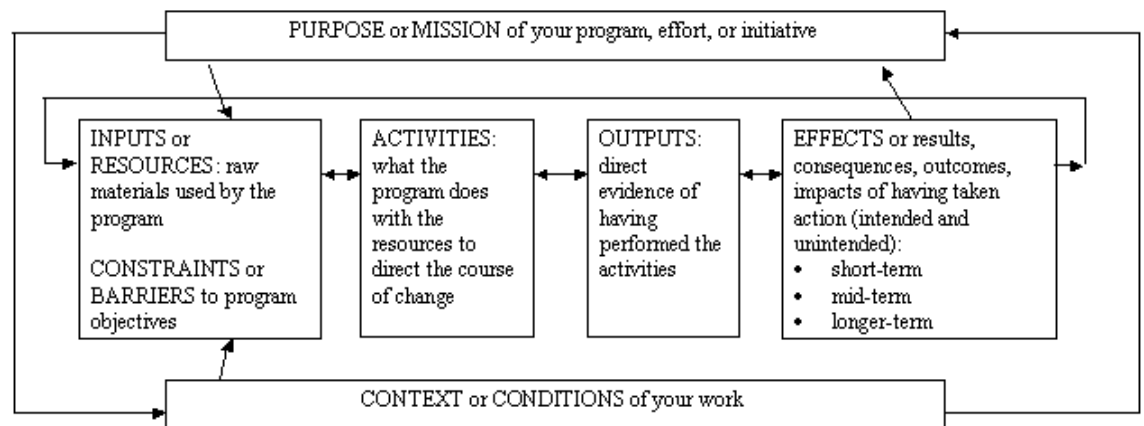 PURPOSE or MISSION of your program, effort, or initiative
INPUTS or
RESOURCES: raw
materials used by the
program
CONSTRAINTS or
BARRIERS to program
objectives
ACTIVITIES:
what the
program does
with the
resources to
direct the course
of change
OUTPUTS:
direct
evidence of
having
performed the
activities
EFFECTS or results,
consequences, outcomes,
impacts of having taken
action (intended and
unintended):
• short-term
• mid-term
• longer-term
CONTEXT or CONDITIONS of your work